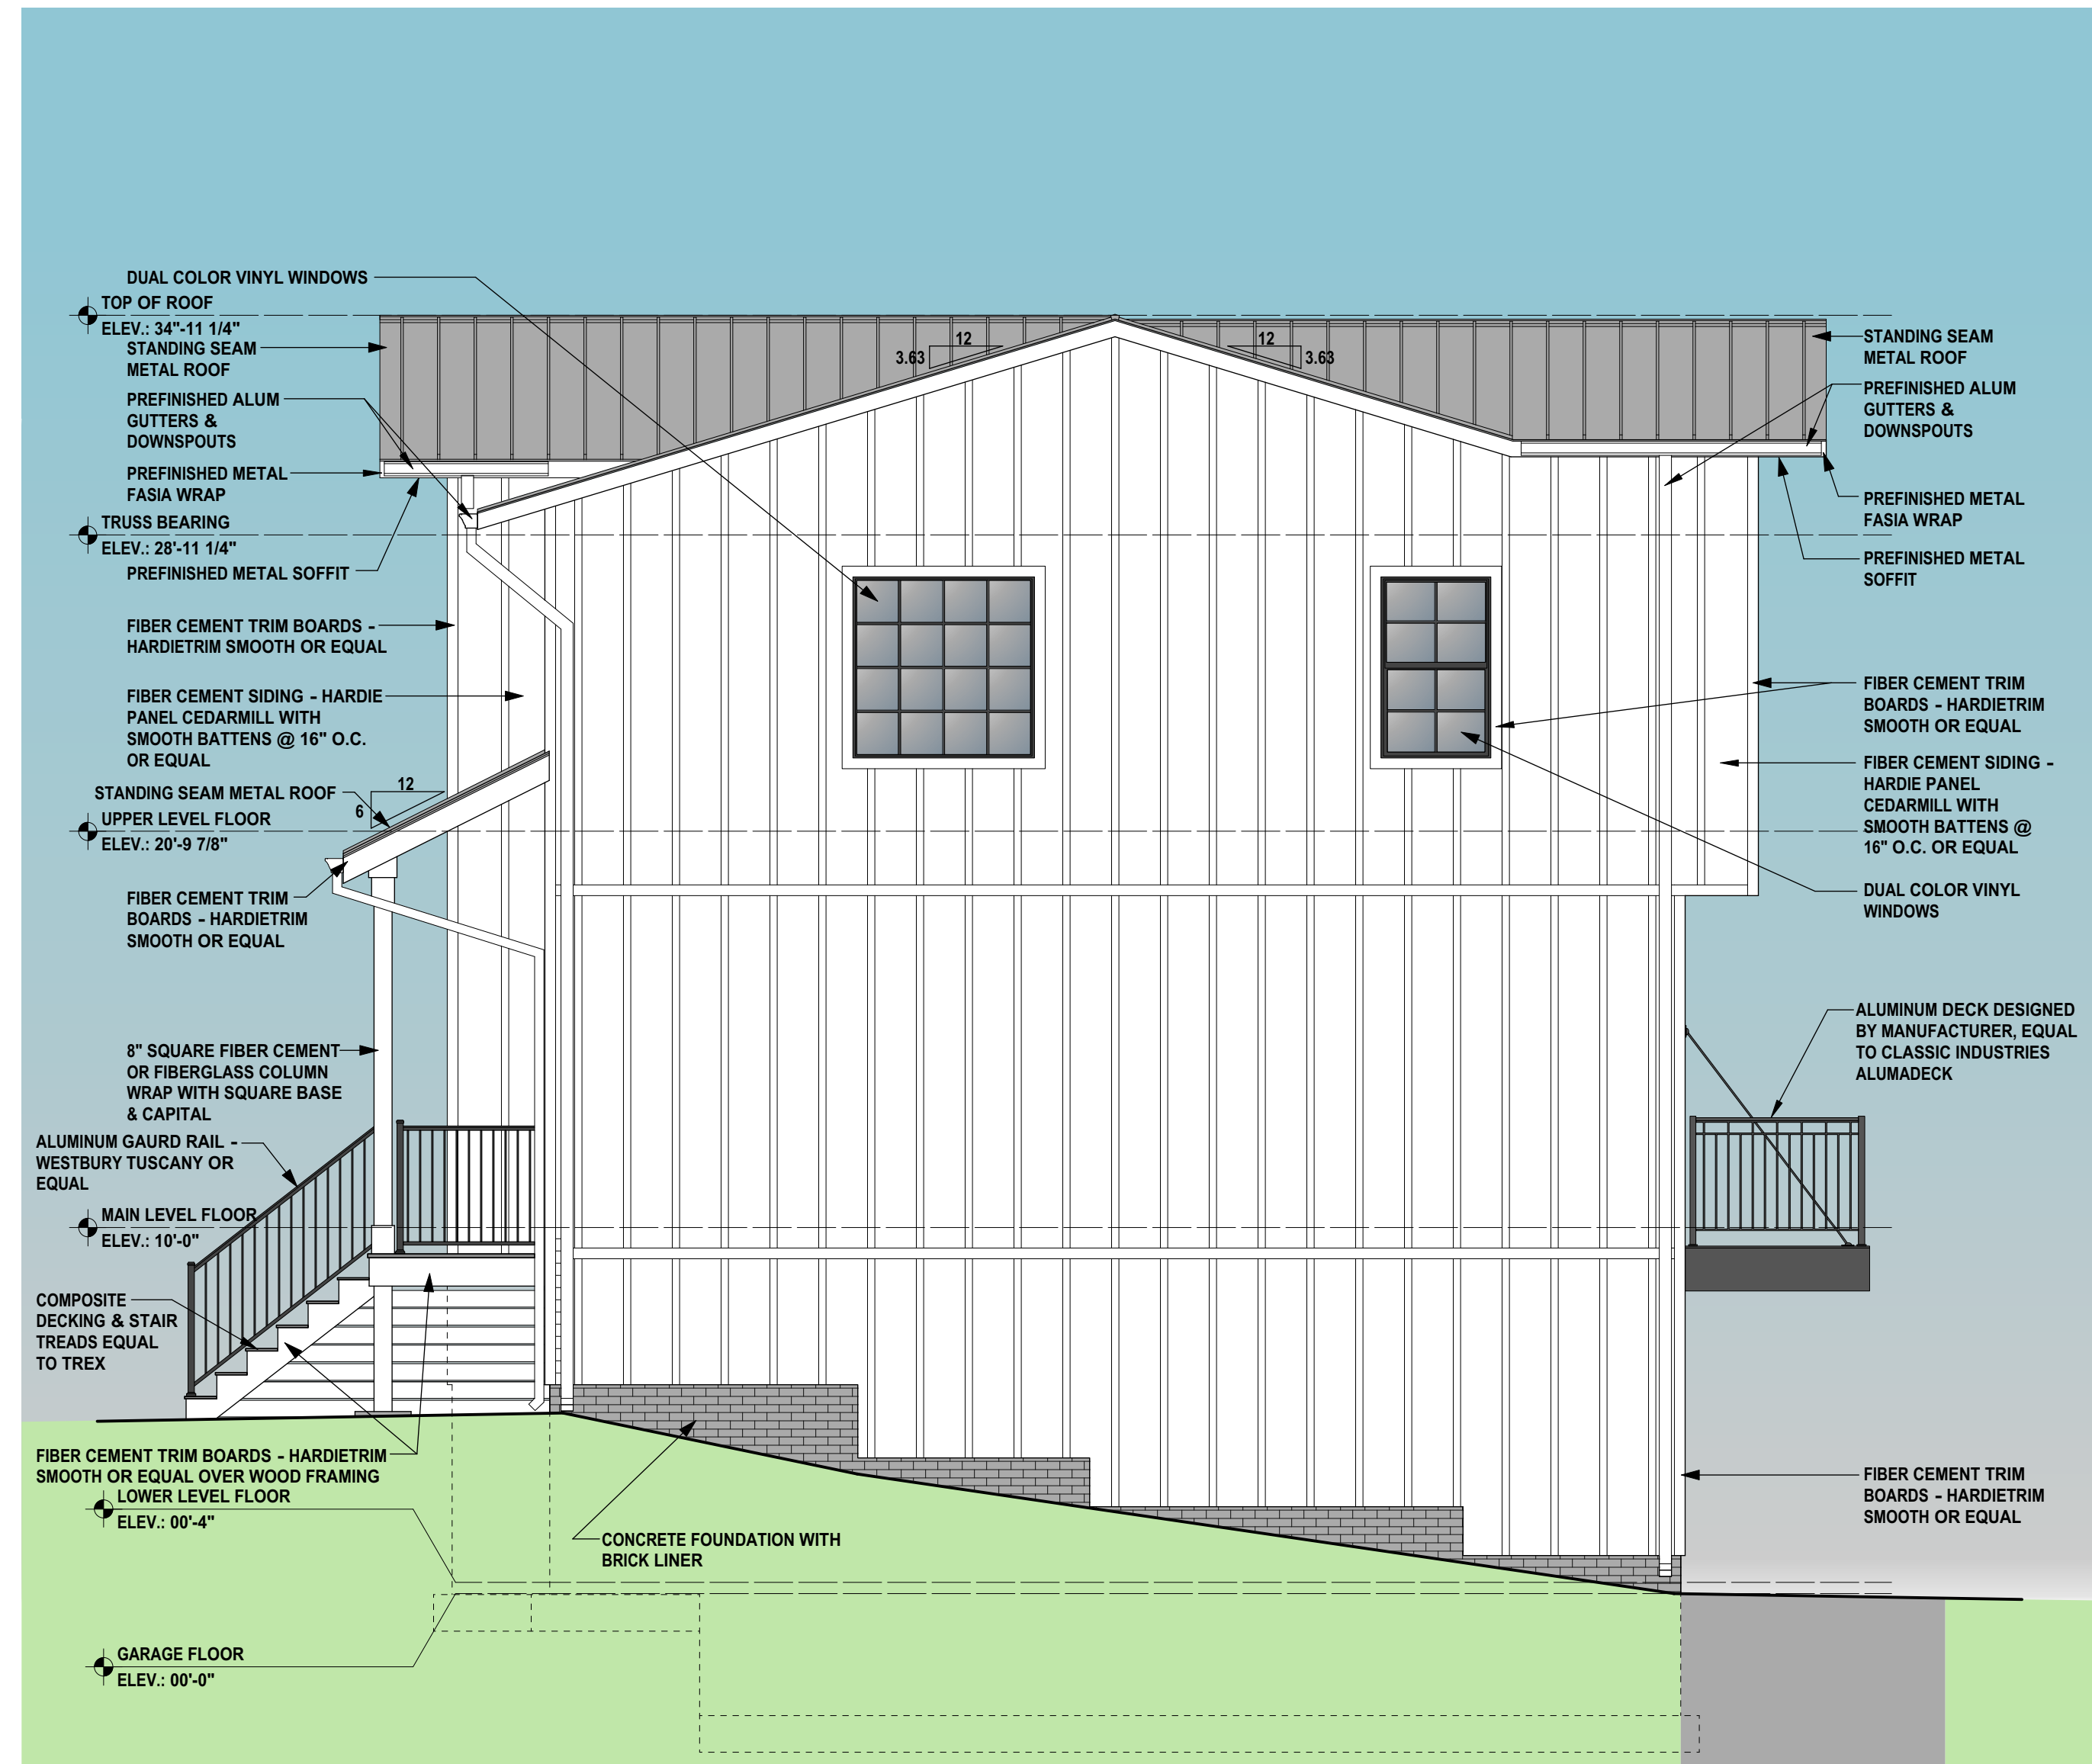 DUAL COLOR VINYL WINDOWS
TOP OF ROOF
ELEV.: 34"-11 1/4"
STANDING SEAM
METAL ROOF
PREFINISHED ALUM
GUTTERS &
DOWNSPOUTS
PREFINISHED METAL
FASIA WRAP
TRUSS BEARING
ELEV.: 28'-11 1/4"
PREFINISHED METAL SOFFIT
FIBER CEMENT TRIM BOARDS -
HARDIETRIM SMOOTH OR EQUAL
FIBER CEMENT SIDING - HARDIE
PANEL CEDARMILL WITH
SMOOTH BATTENS @ 16" O.C.
OR EQUAL
STANDING SEAM METAL ROOF
12
6
UPPER LEVEL FLOOR
ELEV.: 20'-9 7/8"
FIBER CEMENT TRIM
BOARDS - HARDIETRIM
SMOOTH OR EQUAL
8" SQUARE FIBER CEMENT
OR FIBERGLASS COLUMN
WRAP WITH SQUARE BASE
& CAPITAL
ALUMINUM GAURD RAIL -
WESTBURY TUSCANY OR
EQUAL
MAIN LEVEL FLOOR
ELEV.: 10'-0"
COMPOSITE
DECKING & STAIR
TREADS EQUAL
TO TREX
FIBER CEMENT TRIM BOARDS - HARDIETRIM
SMOOTH OR EQUAL OVER WOOD FRAMING
LOWER LEVEL FLOOR
ELEV.: 00'-4"
GARAGE FLOOR
ELEV.: 00'-0"
12
3.63
12
3.63
CONCRETE FOUNDATION WITH
BRICK LINER
STANDING SEAM
METAL ROOF
PREFINISHED ALUM
GUTTERS &
DOWNSPOUTS
PREFINISHED METAL
FASIA WRAP
PREFINISHED METAL
SOFFIT
FIBER CEMENT TRIM
BOARDS - HARDIETRIM
SMOOTH OR EQUAL
FIBER CEMENT SIDING -
HARDIE PANEL
CEDARMILL WITH
SMOOTH BATTENS @
16" O.C. OR EQUAL
DUAL COLOR VINYL
WINDOWS
ALUMINUM DECK DESIGNED
BY MANUFACTURER, EQUAL
TO CLASSIC INDUSTRIES
ALUMADECK
FIBER CEMENT TRIM
BOARDS - HARDIETRIM
SMOOTH OR EQUAL